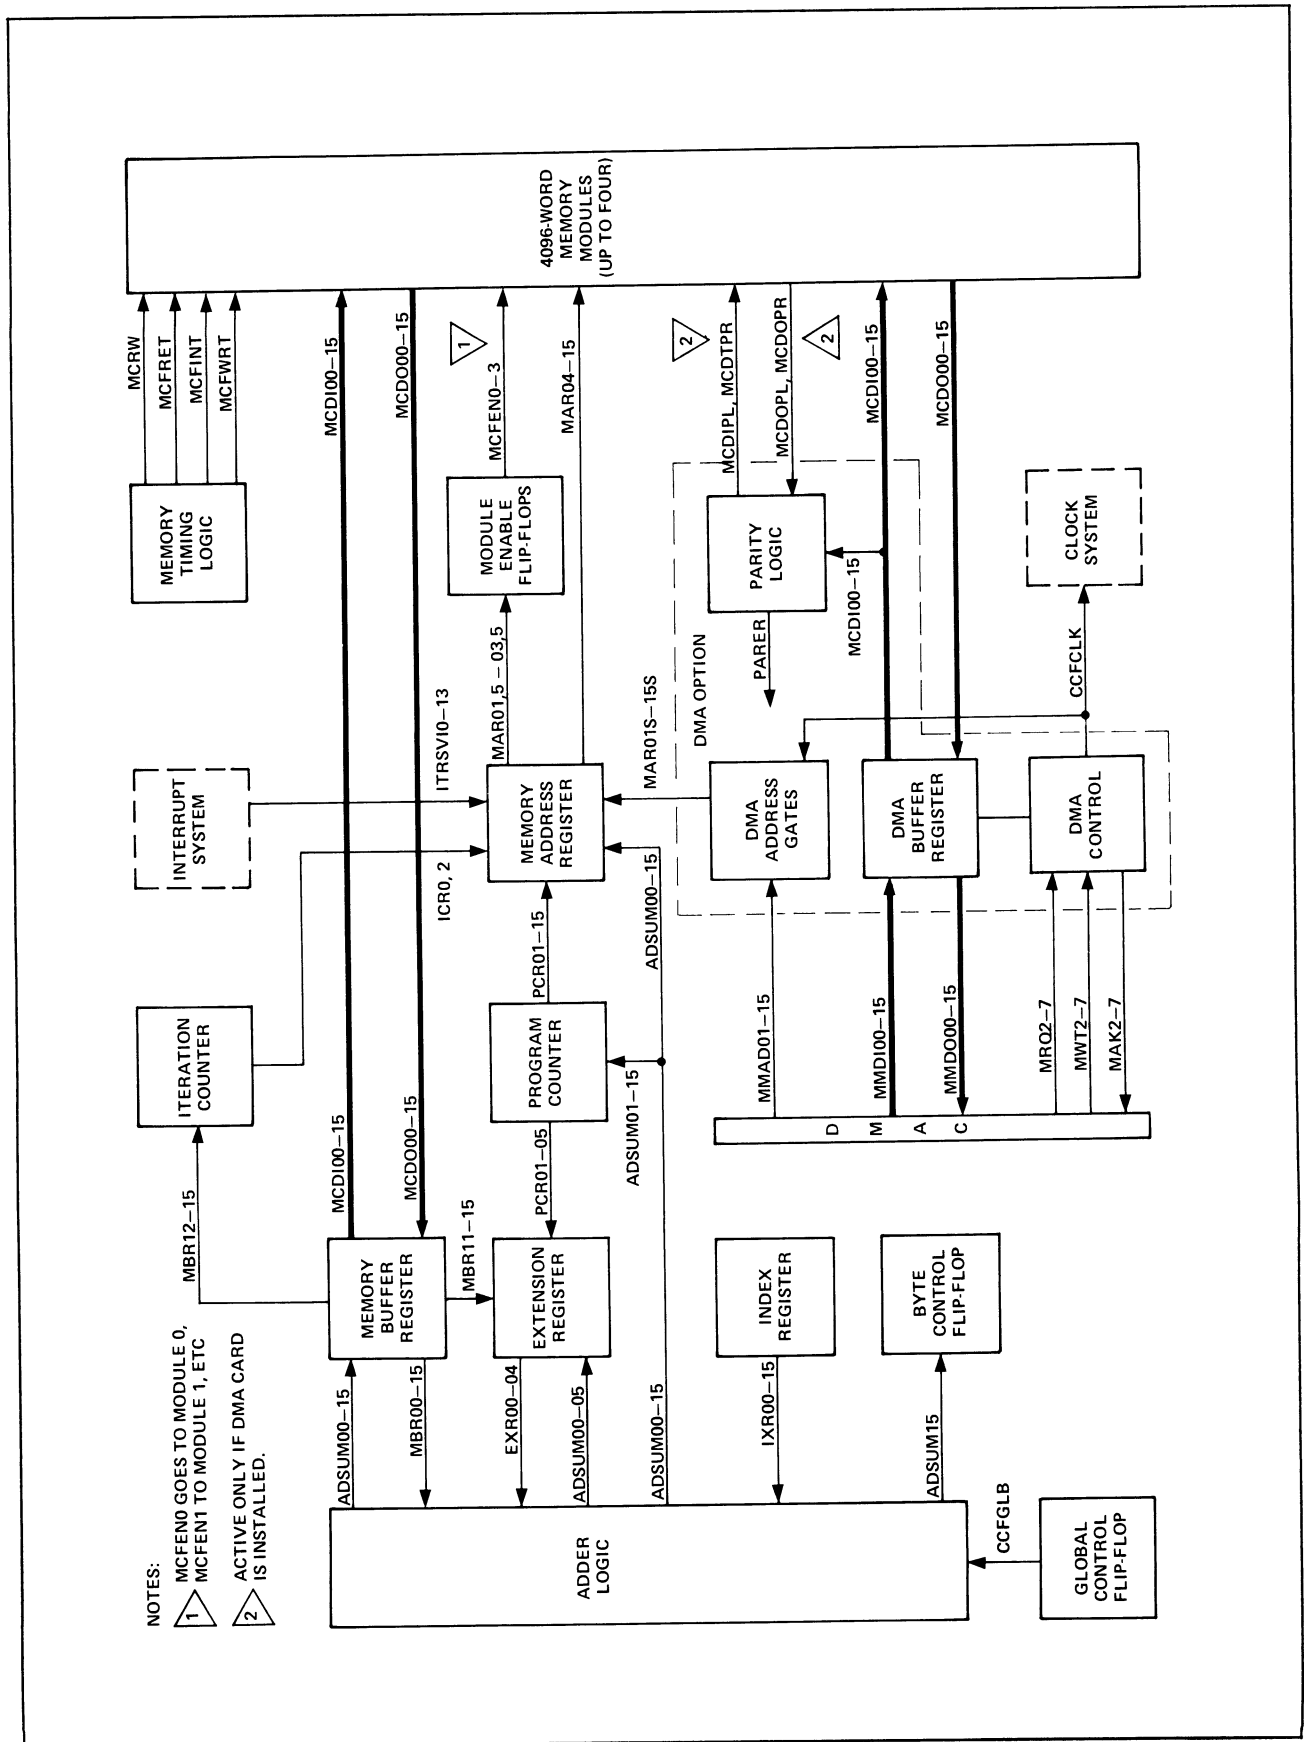 NOTES:
1
MCFEN0 GOES TO MODULE 0,
MCFEN1 TO MODULE 1, ETC
2
ACTIVE ONLY IF DMA CARD
IS INSTALLED.
MBR12–15
ITERATION
COUNTER
INTERRUPT
SYSTEM
MEMORY
TIMING
LOGIC
MCRW
MCFRET
MCFINT
MCFWRT
4096-WORD
MEMORY
MODULES
(UP TO FOUR)
ADSUM00–15
MBR00–15
MEMORY
BUFFER
REGISTER
MCDI00–15
MCDO00–15
MCDI00–15
MCDO00–15
ICR0, 2
ITRSVI0–13
MBR11–15
EXR00–04
ADSUM00–05
EXTENSION
REGISTER
PCR01–05
PROGRAM
COUNTER
PCR01–15
MEMORY
ADDRESS
REGISTER
MAR01,5 – 03,5
MODULE
ENABLE
FLIP-FLOPS
MCFEN0–3
1
MAR04–15
ADDER
LOGIC
ADSUM00–15
ADSUM01–15
ADSUM00–15
MAR01S–15S
IXR00–15
INDEX
REGISTER
D M A C
MMAD01–15
DMA
ADDRESS
GATES
DMA OPTION
PARER
PARITY
LOGIC
MCDIPL, MCDTPR
2
MCDOPL, MCDOPR
2
MCDI00–15
MMDI00–15
MMDO00–15
DMA
BUFFER
REGISTER
MCDI00–15
MCDO00–15
ADSUM15
BYTE
CONTROL
FLIP-FLOP
CCFGLB
GLOBAL
CONTROL
FLIP-FLOP
MRQ2–7
MWT2–7
MAK2–7
DMA
CONTROL
CCFCLK
CLOCK
SYSTEM